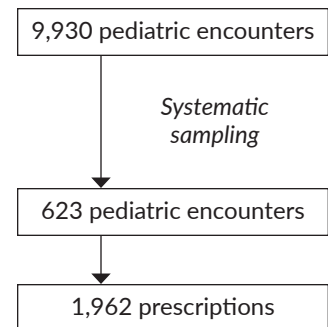 9,930 pediatric encounters
Systematic
sampling
623 pediatric encounters
1,962 prescriptions